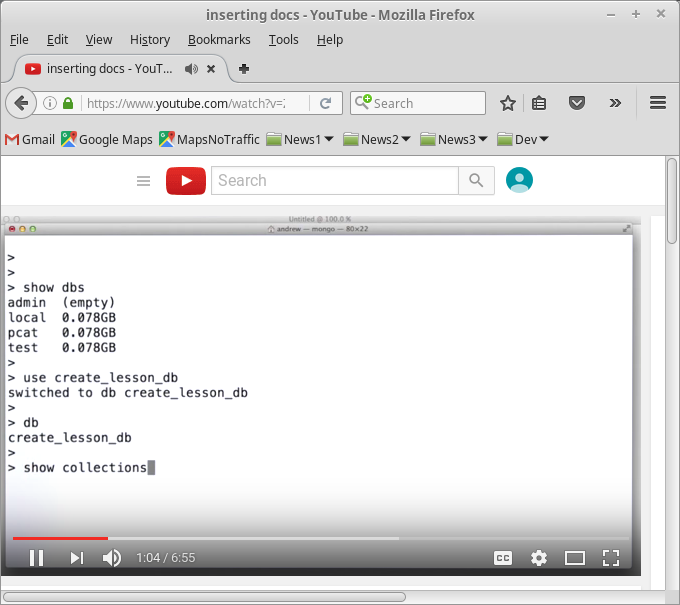 inserting docs - YouTube - Mozilla Firefox
File Edit View History Bookmarks Tools Help
inserting docs - YouT...
https://www.youtube.com/watch?v=
Search
Gmail Google Maps MapsNoTraffic News1 News2 News3 Dev
Search
Untitled @ 100.0 %
andrew — mongo — 80×22
>
>
> show dbs
admin (empty)
local 0.078GB
pcat 0.078GB
test 0.078GB
>
> use create_lesson_db
switched to db create_lesson_db
>
> db
create_lesson_db
>
> show collections
1:04 / 6:55
CC